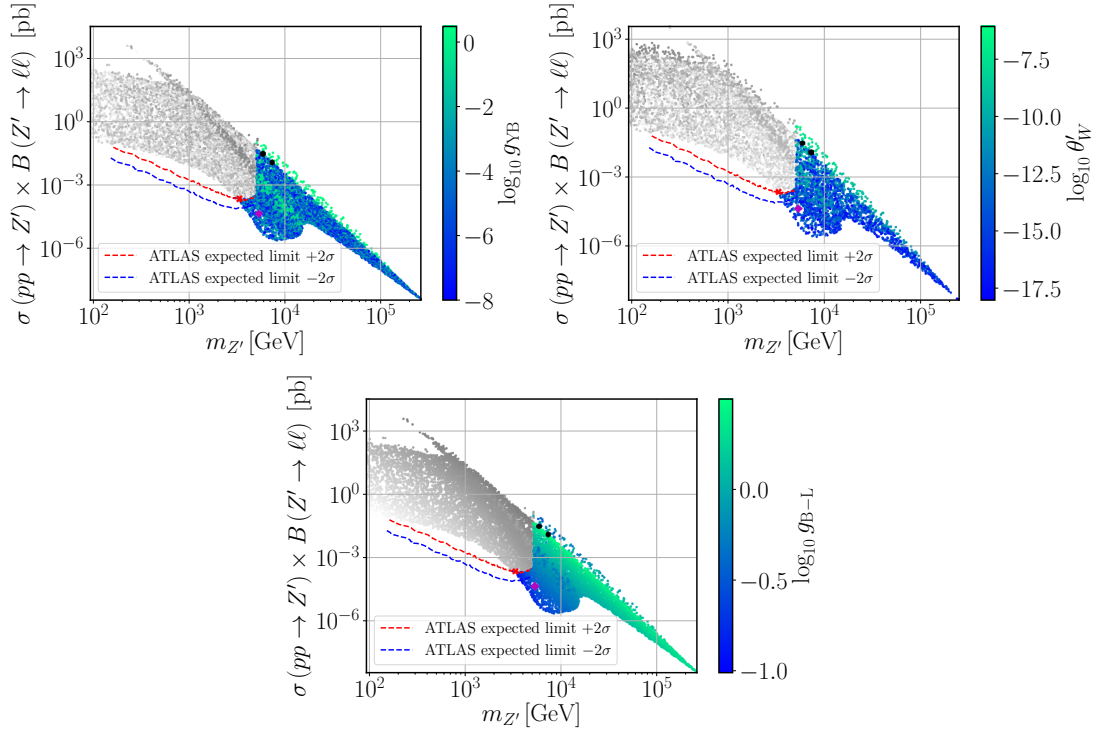 σ (pp → Z′) × B (Z′ → ℓℓ) [pb]
10^3
10^0
10^−3
10^−6
ATLAS expected limit +2σ
ATLAS expected limit −2σ
10^2 10^3 10^4 10^5
m_Z′ [GeV]
0
−2
−4
−6
−8
log_10 g_YB
σ (pp → Z′) × B (Z′ → ℓℓ) [pb]
10^3
10^0
10^−3
10^−6
ATLAS expected limit +2σ
ATLAS expected limit −2σ
10^2 10^3 10^4 10^5
m_Z′ [GeV]
−7.5
−10.0
−12.5
−15.0
−17.5
log_10 θ′_W
σ (pp → Z′) × B (Z′ → ℓℓ) [pb]
10^3
10^0
10^−3
10^−6
ATLAS expected limit +2σ
ATLAS expected limit −2σ
10^2 10^3 10^4 10^5
m_Z′ [GeV]
0.0
−0.5
−1.0
log_10 g_B−L